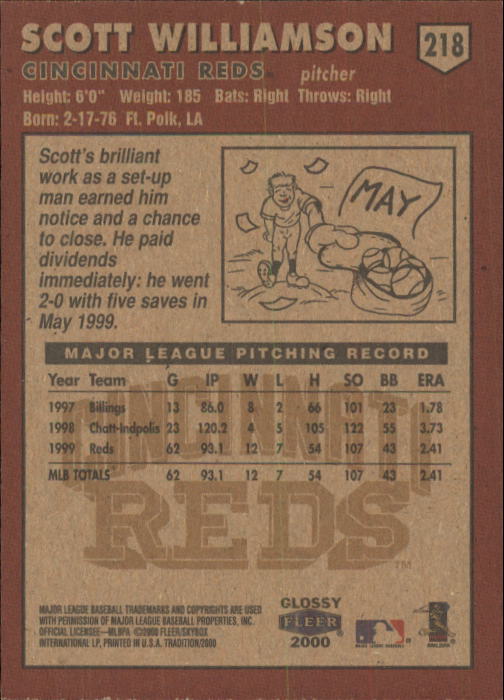 SCOTT WILLIAMSON
218
CINCINNATI REDS
pitcher
Height: 6'0" Weight: 185 Bats: Right Throws: Right
Born: 2-17-76 Ft. Polk, LA
Scott's brilliant
work as a set-up
man earned him
notice and a chance
to close. He paid
dividends
immediately: he went
2-0 with five saves in
May 1999.
MAY
MAJOR LEAGUE PITCHING RECORD
Year Team G IP W L H SO BB ERA
1997 Billings 13 86.0 8 2 66 101 23 1.78
1998 Chatt-Indpolis 23 120.2 4 5 105 122 55 3.73
1999 Reds 62 93.1 12 7 54 107 43 2.41
MLB TOTALS 62 93.1 12 7 54 107 43 2.41
CINCINNATI
REDS
TM
MAJOR LEAGUE BASEBALL TRADEMARKS AND COPYRIGHTS ARE USED
WITH PERMISSION OF MAJOR LEAGUE BASEBALL PROPERTIES, INC.
OFFICIAL LICENSEE—MLBPA ©2000 FLEER/SKYBOX
INTERNATIONAL LP, PRINTED IN U.S.A. TRADITION/2000
GLOSSY
FLEER
2000